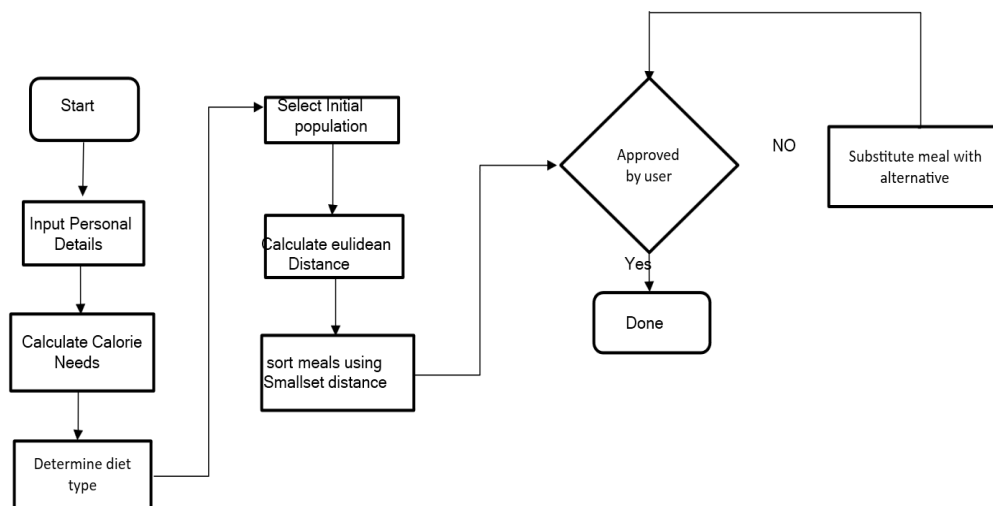 Start
Input Personal
Details
Calculate Calorie
Needs
Determine diet
type
Select Initial
population
Calculate eulidean
Distance
sort meals using
Smallset distance
Approved
by user
NO
Substitute meal with
alternative
Yes
Done